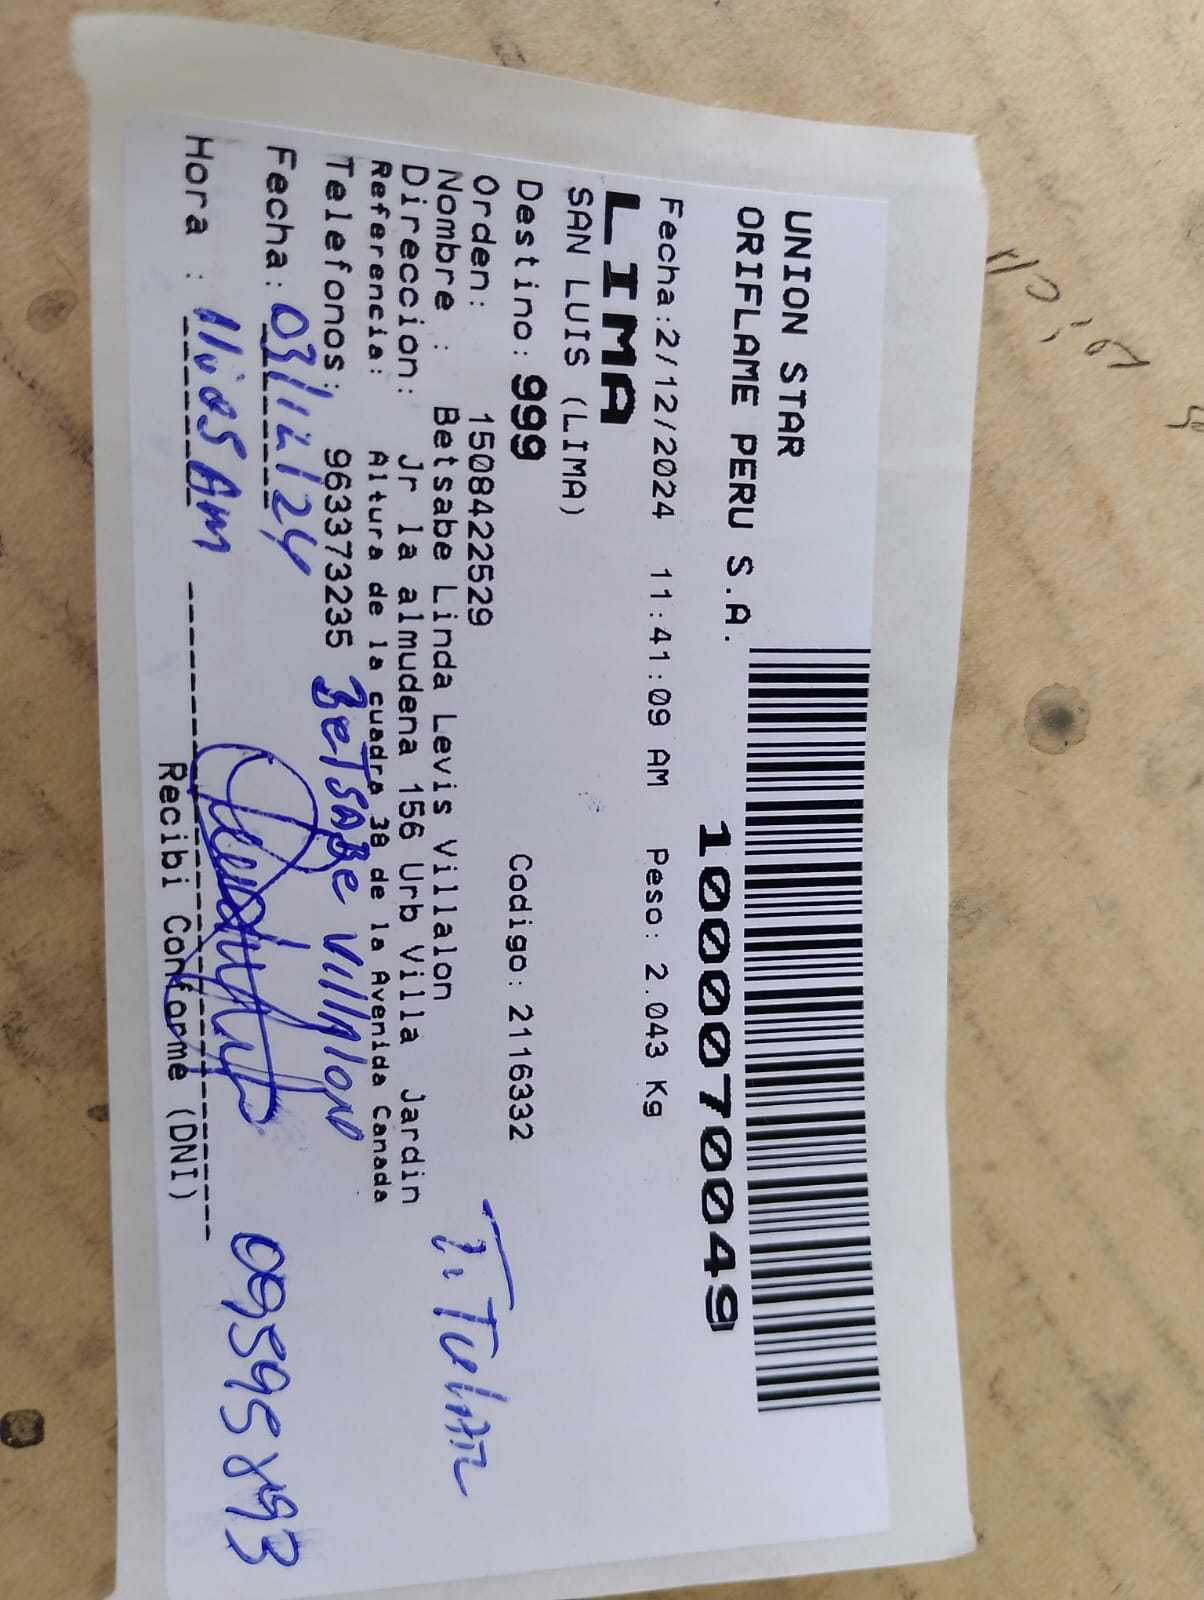 UNION STAR
ORIFLAME PERU S.A.
1000070049
Fecha:2/12/2024 11:41:09 AM Peso: 2.043 Kg
LIMA
SAN LUIS (LIMA)
Destino: 999 Codigo: 2116332
Orden: 1508422529
Nombre : Betsabe Linda Levis Villalon
Direccion: Jr la almudena 156 Urb Villa Jardin
Referencia: Altura de la cuadra 38 de la Avenida Canada
Telefonos: 963373235
BeTSABe Villalon
TiTulAR
Fecha: 03/12/24
Hora : 11:05 Am
Recibi Conforme (DNI)